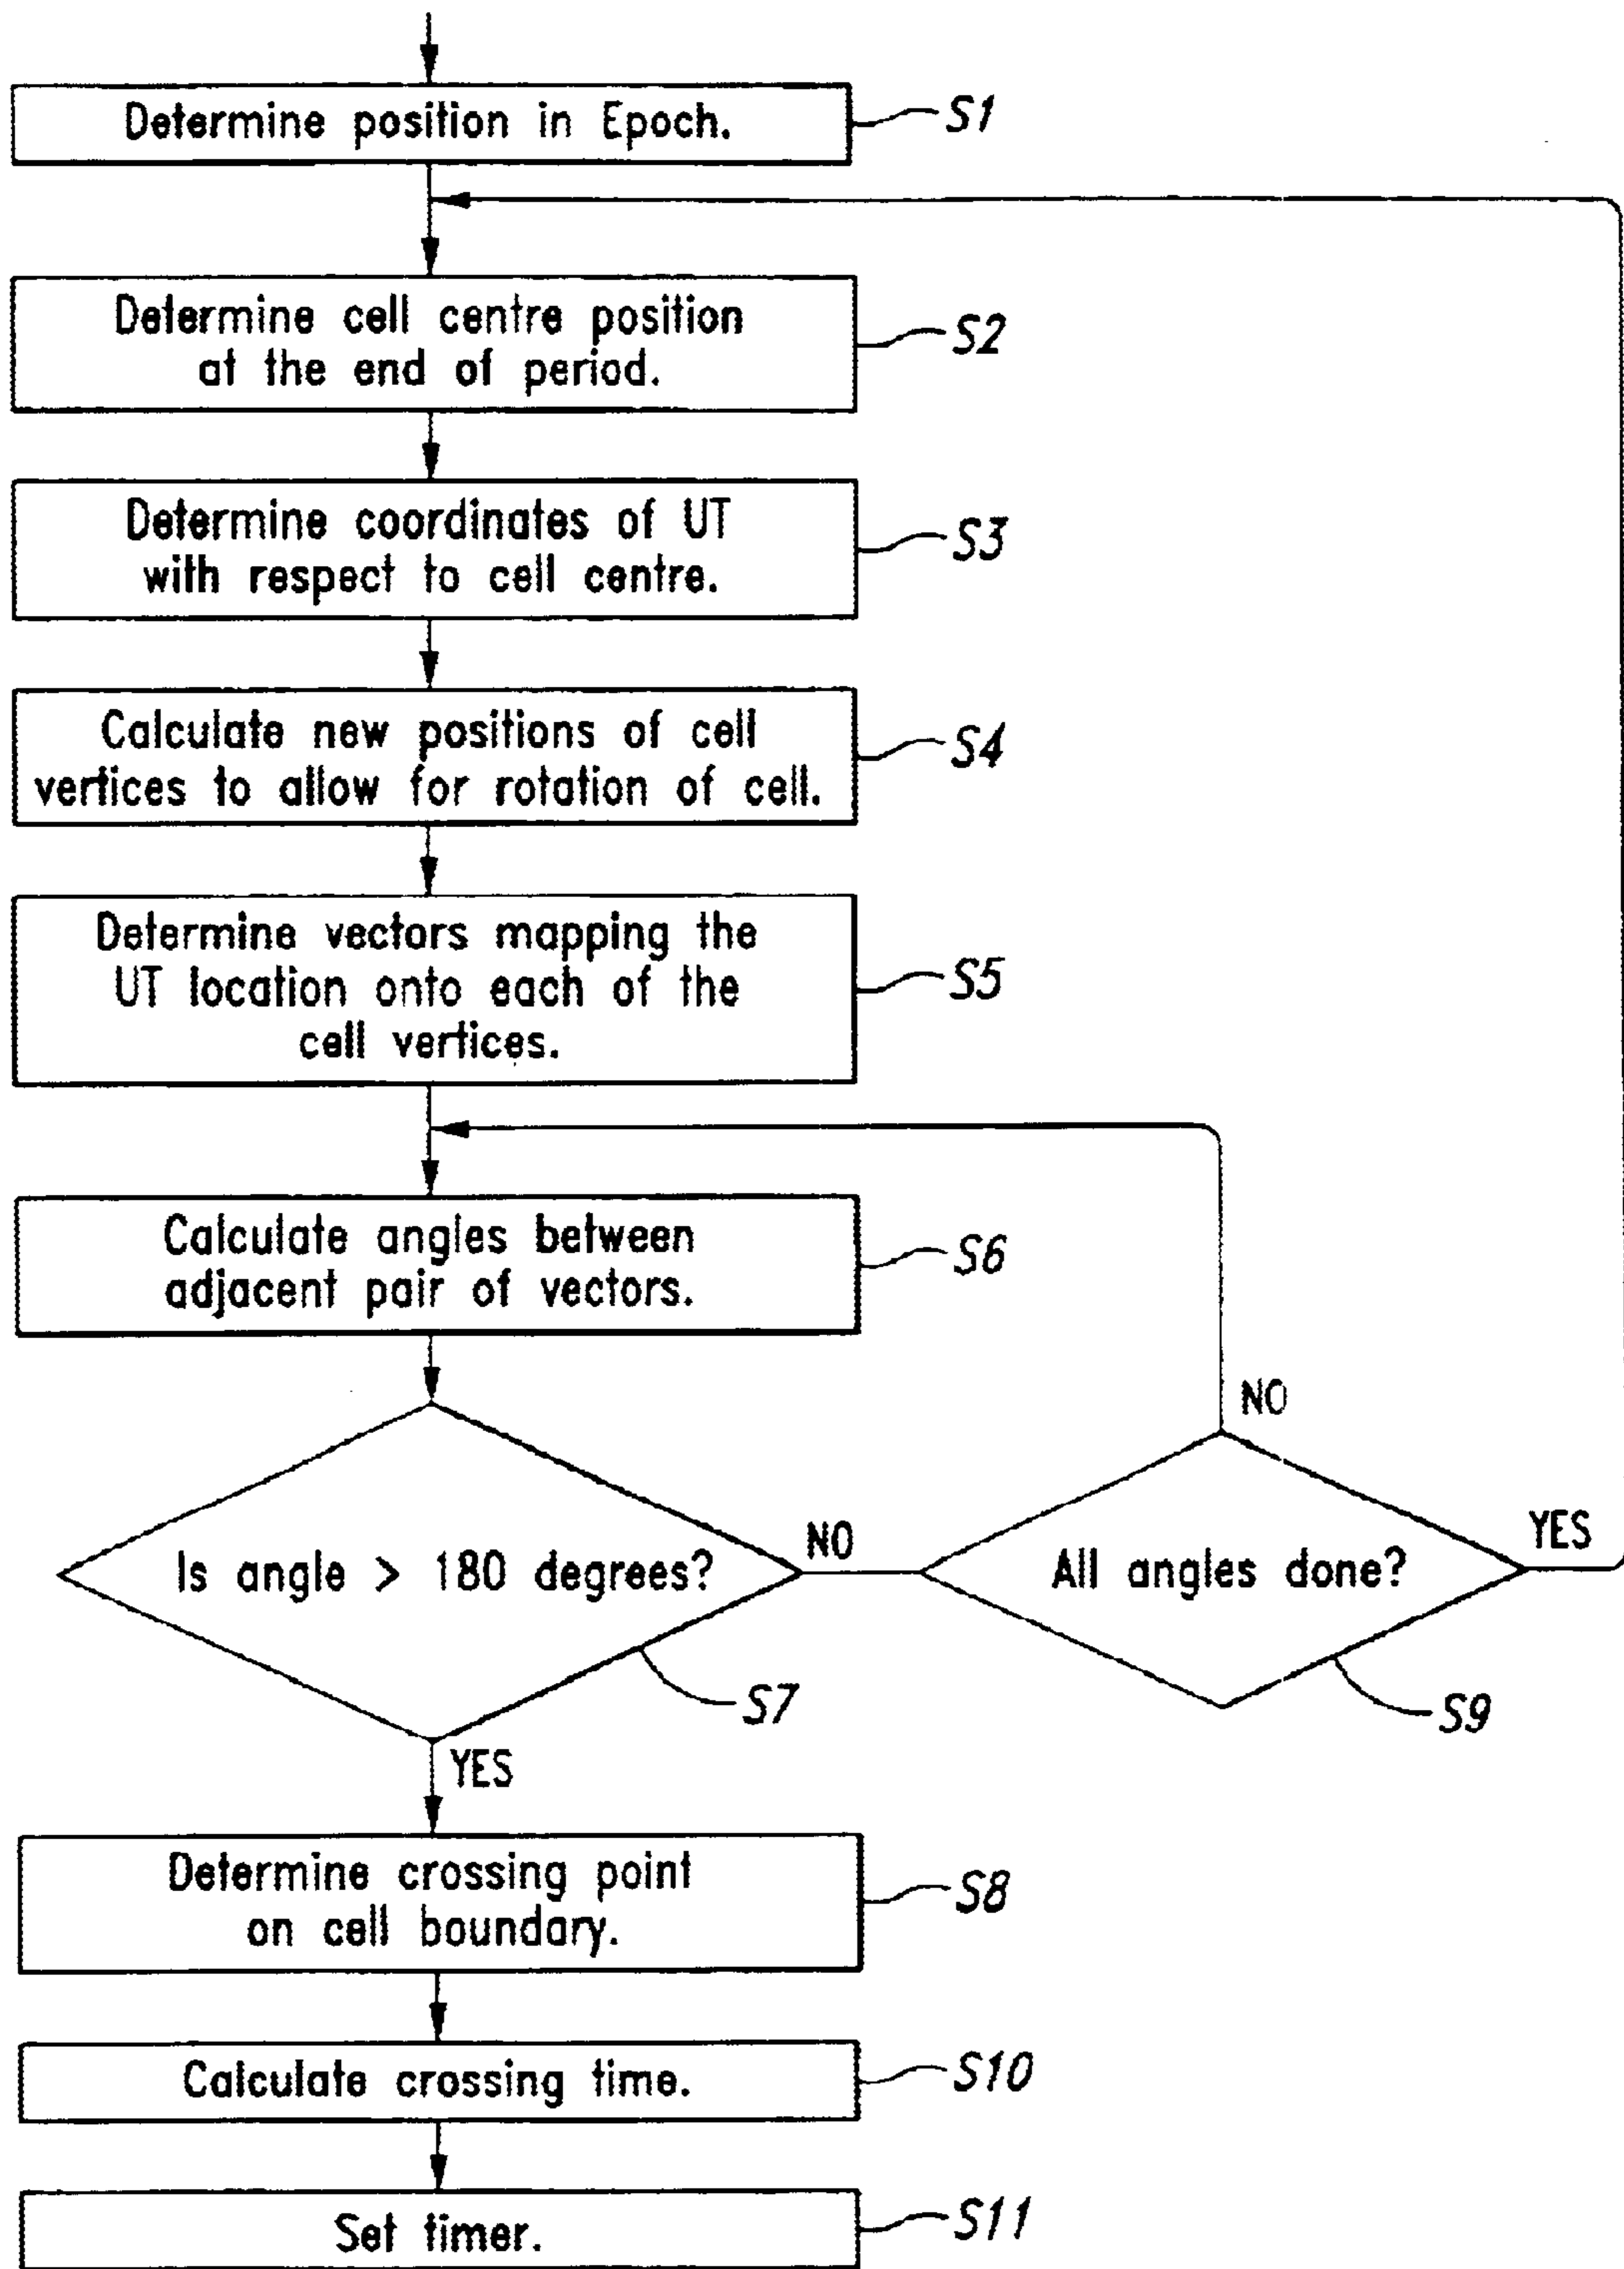 Determine position in Epoch.
S1
Determine cell centre position
at the end of period.
S2
Determine coordinates of UT
with respect to cell centre.
S3
Calculate new positions of cell
vertices to allow for rotation of cell.
S4
Determine vectors mapping the
UT location onto each of the
cell vertices.
S5
Calculate angles between
adjacent pair of vectors.
S6
Is angle > 180 degrees?
S7
NO
All angles done?
S9
NO
YES
YES
Determine crossing point
on cell boundary.
S8
Calculate crossing time.
S10
Set timer.
S11